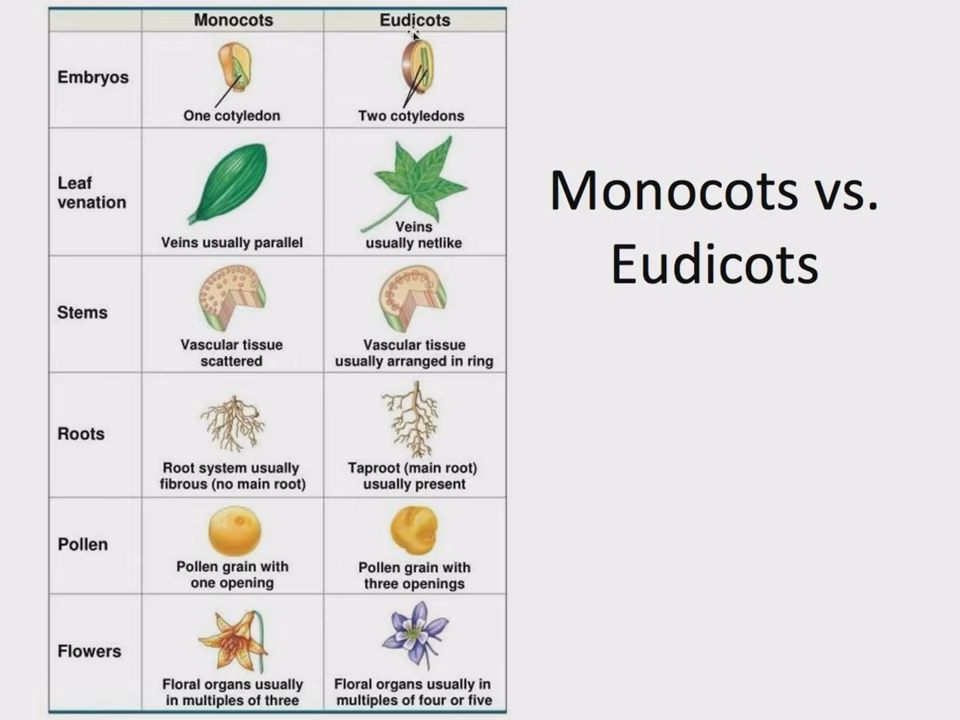 Monocots
Eudicots
Embryos
One cotyledon
Two cotyledons
Leaf
venation
Veins usually parallel
Veins
usually netlike
Stems
Vascular tissue
scattered
Vascular tissue
usually arranged in ring
Roots
Root system usually
fibrous (no main root)
Taproot (main root)
usually present
Pollen
Pollen grain with
one opening
Pollen grain with
three openings
Flowers
Floral organs usually
in multiples of three
Floral organs usually in
multiples of four or five
Monocots vs.
Eudicots